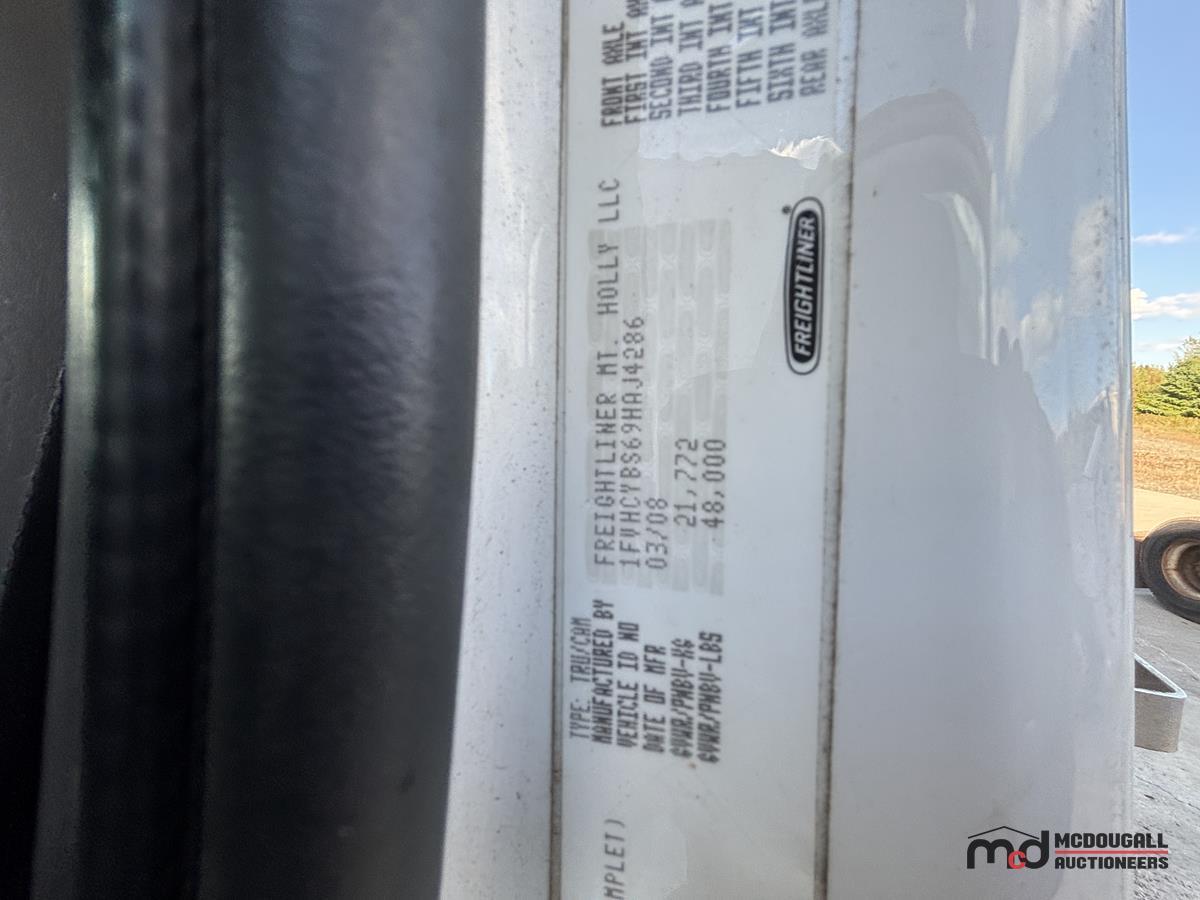 TYPE: TRU/CAM
MANUFACTURED BY FREIGHTLINER MT. HOLLY LLC
VEHICLE ID NO 1FVHCYBS69HAJ4286
DATE OF MFR 03/08
GVWR/PNBV-KG 21,772
GVWR/PNBV-LBS 48,000
FRONT AXLE
FIRST INT
SECOND INT
THIRD INT
FOURTH INT
FIFTH INT
SIXTH INT
REAR AXLE
MPLET)
FREIGHTLINER
MCD MCDOUGALL
AUCTIONEERS